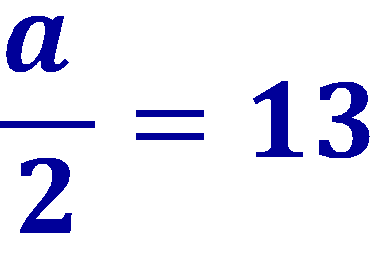 a/2 = 13